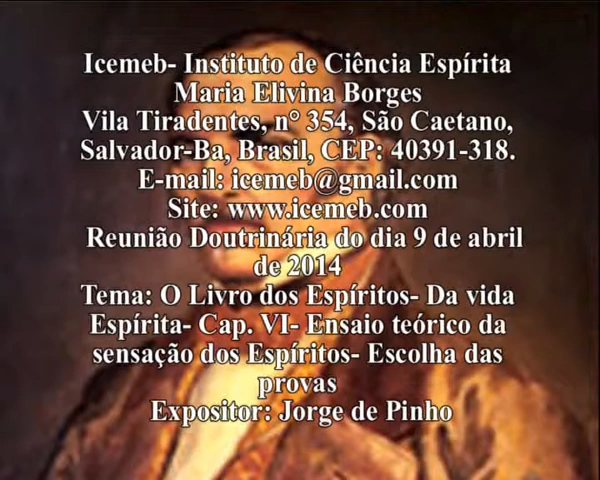 Icemeb- Instituto de Ciência Espírita
Maria Elivina Borges
Vila Tiradentes, n° 354, São Caetano,
Salvador-Ba, Brasil, CEP: 40391-318.
E-mail: icemeb@gmail.com
Site: www.icemeb.com
Reunião Doutrinária do dia 9 de abril
de 2014
Tema: O Livro dos Espíritos- Da vida
Espírita- Cap. VI- Ensaio teórico da
sensação dos Espíritos- Escolha das
provas
Expositor: Jorge de Pinho